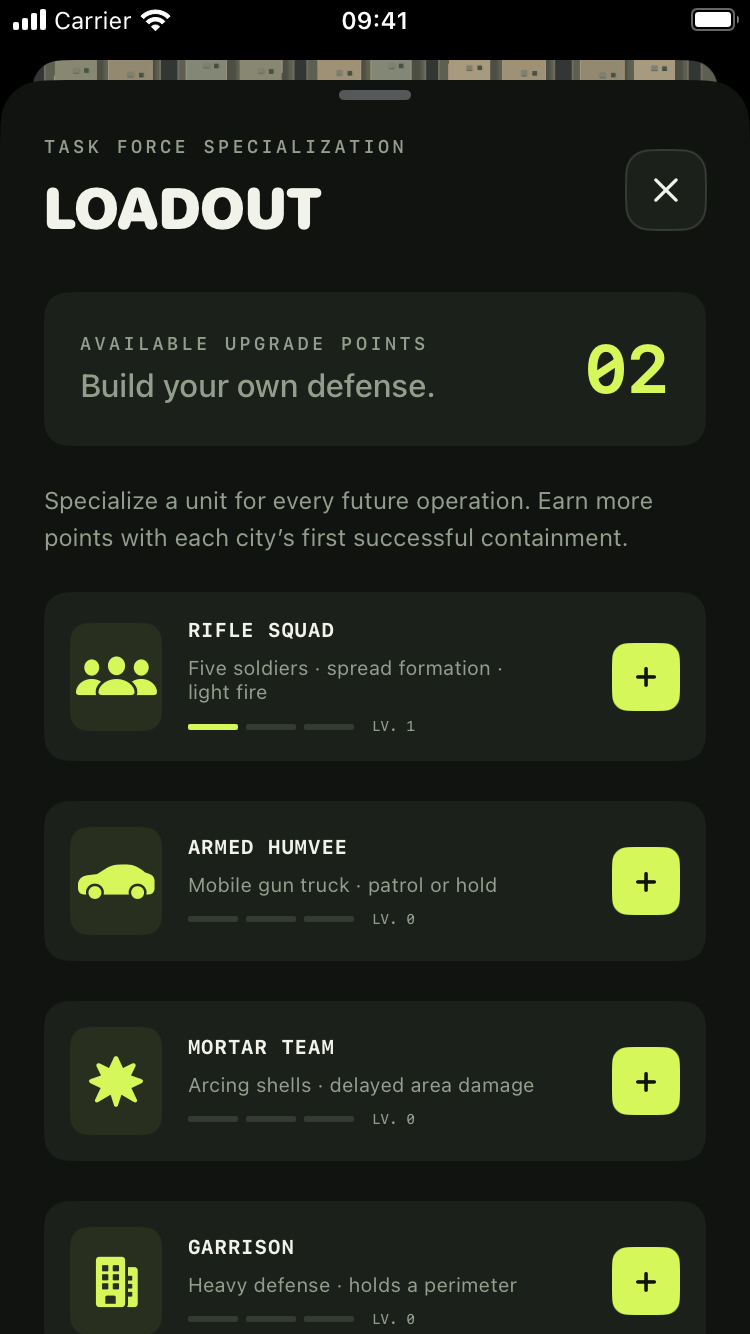 Carrier 09:41
TASK FORCE SPECIALIZATION
LOADOUT
AVAILABLE UPGRADE POINTS
Build your own defense.
02
Specialize a unit for every future operation. Earn more
points with each city’s first successful containment.
RIFLE SQUAD
Five soldiers · spread formation ·
light fire
LV. 1
ARMED HUMVEE
Mobile gun truck · patrol or hold
LV. 0
MORTAR TEAM
Arcing shells · delayed area damage
LV. 0
GARRISON
Heavy defense · holds a perimeter
LV. 0